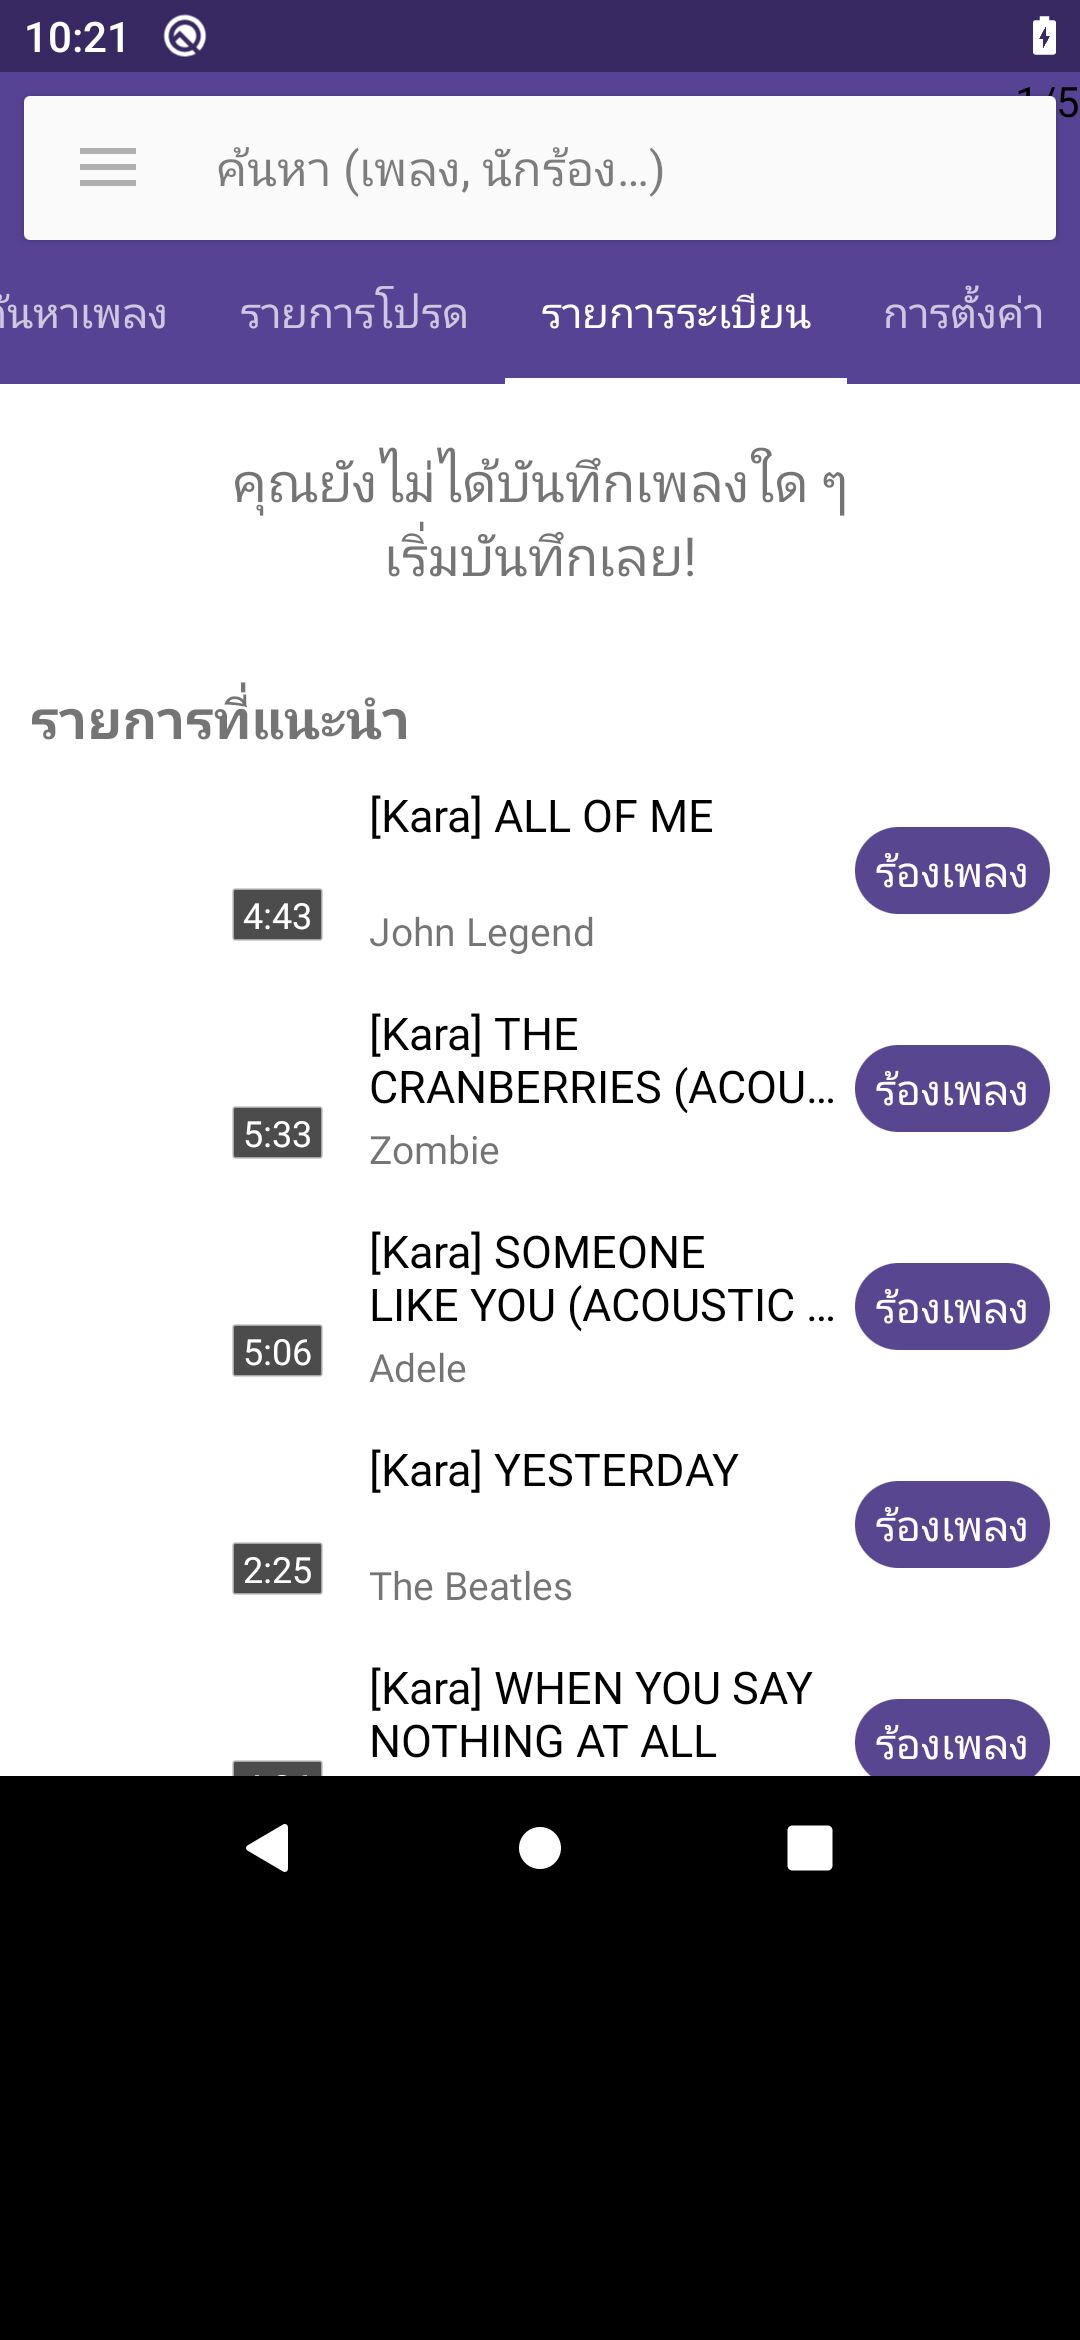 10:21
1/5
ค้นหา (เพลง, นักร้อง...)
ค้นหาเพลง
รายการโปรด
รายการระเบียน
การตั้งค่า
คุณยังไม่ได้บันทึกเพลงใด ๆ
เริ่มบันทึกเลย!
รายการที่แนะนำ
[Kara] ALL OF ME
4:43
John Legend
ร้องเพลง
[Kara] THE
CRANBERRIES (ACOU...
5:33
Zombie
ร้องเพลง
[Kara] SOMEONE
LIKE YOU (ACOUSTIC ...
5:06
Adele
ร้องเพลง
[Kara] YESTERDAY
2:25
The Beatles
ร้องเพลง
[Kara] WHEN YOU SAY
NOTHING AT ALL
ร้องเพลง